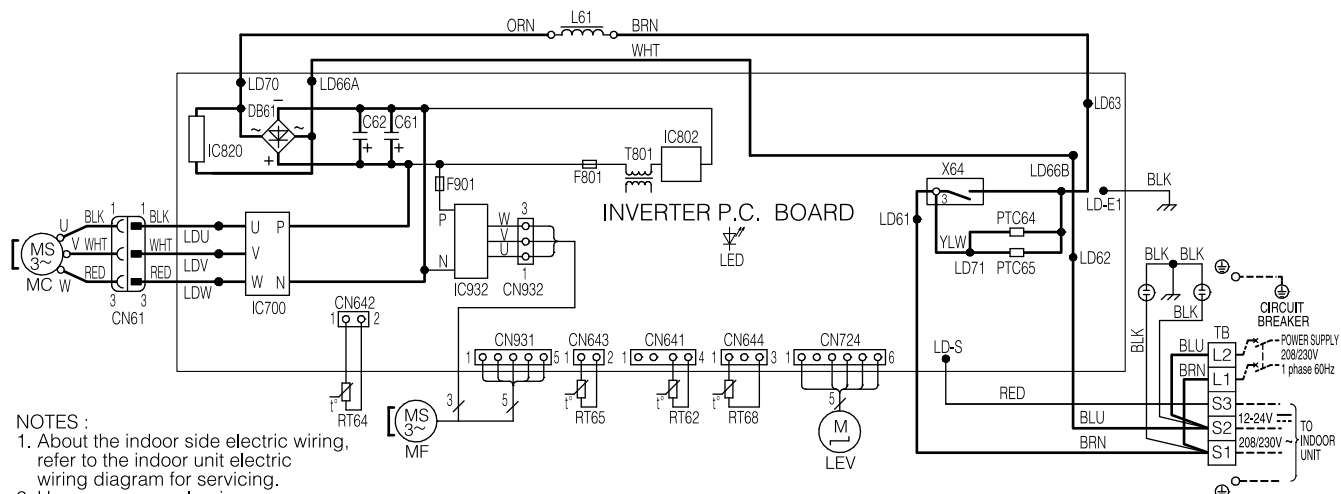 ORN L61 BRN
WHT
LD70 LD66A
DB61
−
~ ~
+
C62 C61
+ +
IC820
LD63
IC802
T801
F801
F901
X64
3
LD66B
BLK
LD-E1
LD61
PTC64
YLW
LD71 PTC65
LD62
INVERTER P.C. BOARD
LED
U BLK 1 1 BLK LDU U P
MS 3~ V WHT WHT LDV V
MC W RED 3 3 RED LDW W N
CN61
IC700
P
N
IC932
W 3
V
U 1
CN932
CN642
1 2
t°
RT64
CN931
1 5
3 5
MS
3~
MF
CN643
1 2
t°
RT65
CN641
1 4
t°
RT62
CN644
1 3
t°
RT68
CN724
1 6
5
M
LEV
LD-S
RED
BLU
BRN
BLK
BLK
BLK
CIRCUIT
BREAKER
TB
BLU L2 POWER SUPPLY
208/230V
BRN L1 1 phase 60Hz
S3
S2 12-24V
S1 208/230V ~
TO
INDOOR
UNIT
NOTES :
1. About the indoor side electric wiring,
refer to the indoor unit electric
wiring diagram for servicing.